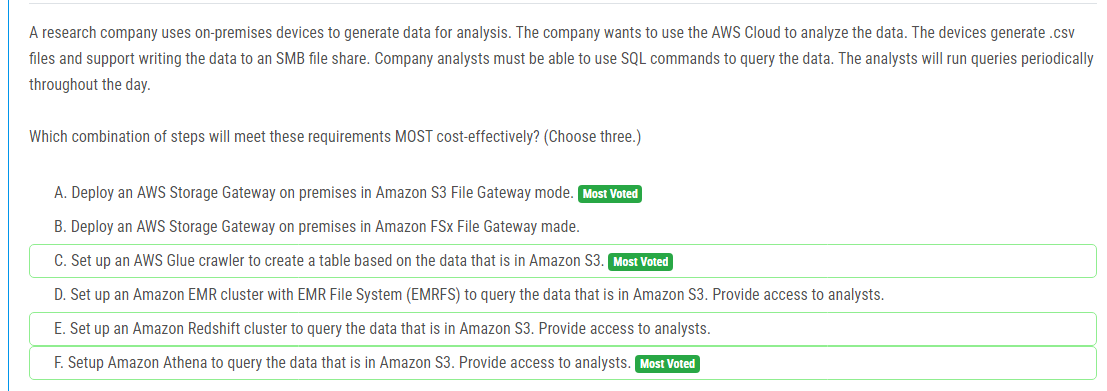 A research company uses on-premises devices to generate data for analysis. The company wants to use the AWS Cloud to analyze the data. The devices generate .csv
files and support writing the data to an SMB file share. Company analysts must be able to use SQL commands to query the data. The analysts will run queries periodically
throughout the day.
Which combination of steps will meet these requirements MOST cost-effectively? (Choose three.)
A. Deploy an AWS Storage Gateway on premises in Amazon S3 File Gateway mode. Most Voted
B. Deploy an AWS Storage Gateway on premises in Amazon FSx File Gateway made.
C. Set up an AWS Glue crawler to create a table based on the data that is in Amazon S3. Most Voted
D. Set up an Amazon EMR cluster with EMR File System (EMRFS) to query the data that is in Amazon S3. Provide access to analysts.
E. Set up an Amazon Redshift cluster to query the data that is in Amazon S3. Provide access to analysts.
F. Setup Amazon Athena to query the data that is in Amazon S3. Provide access to analysts. Most Voted